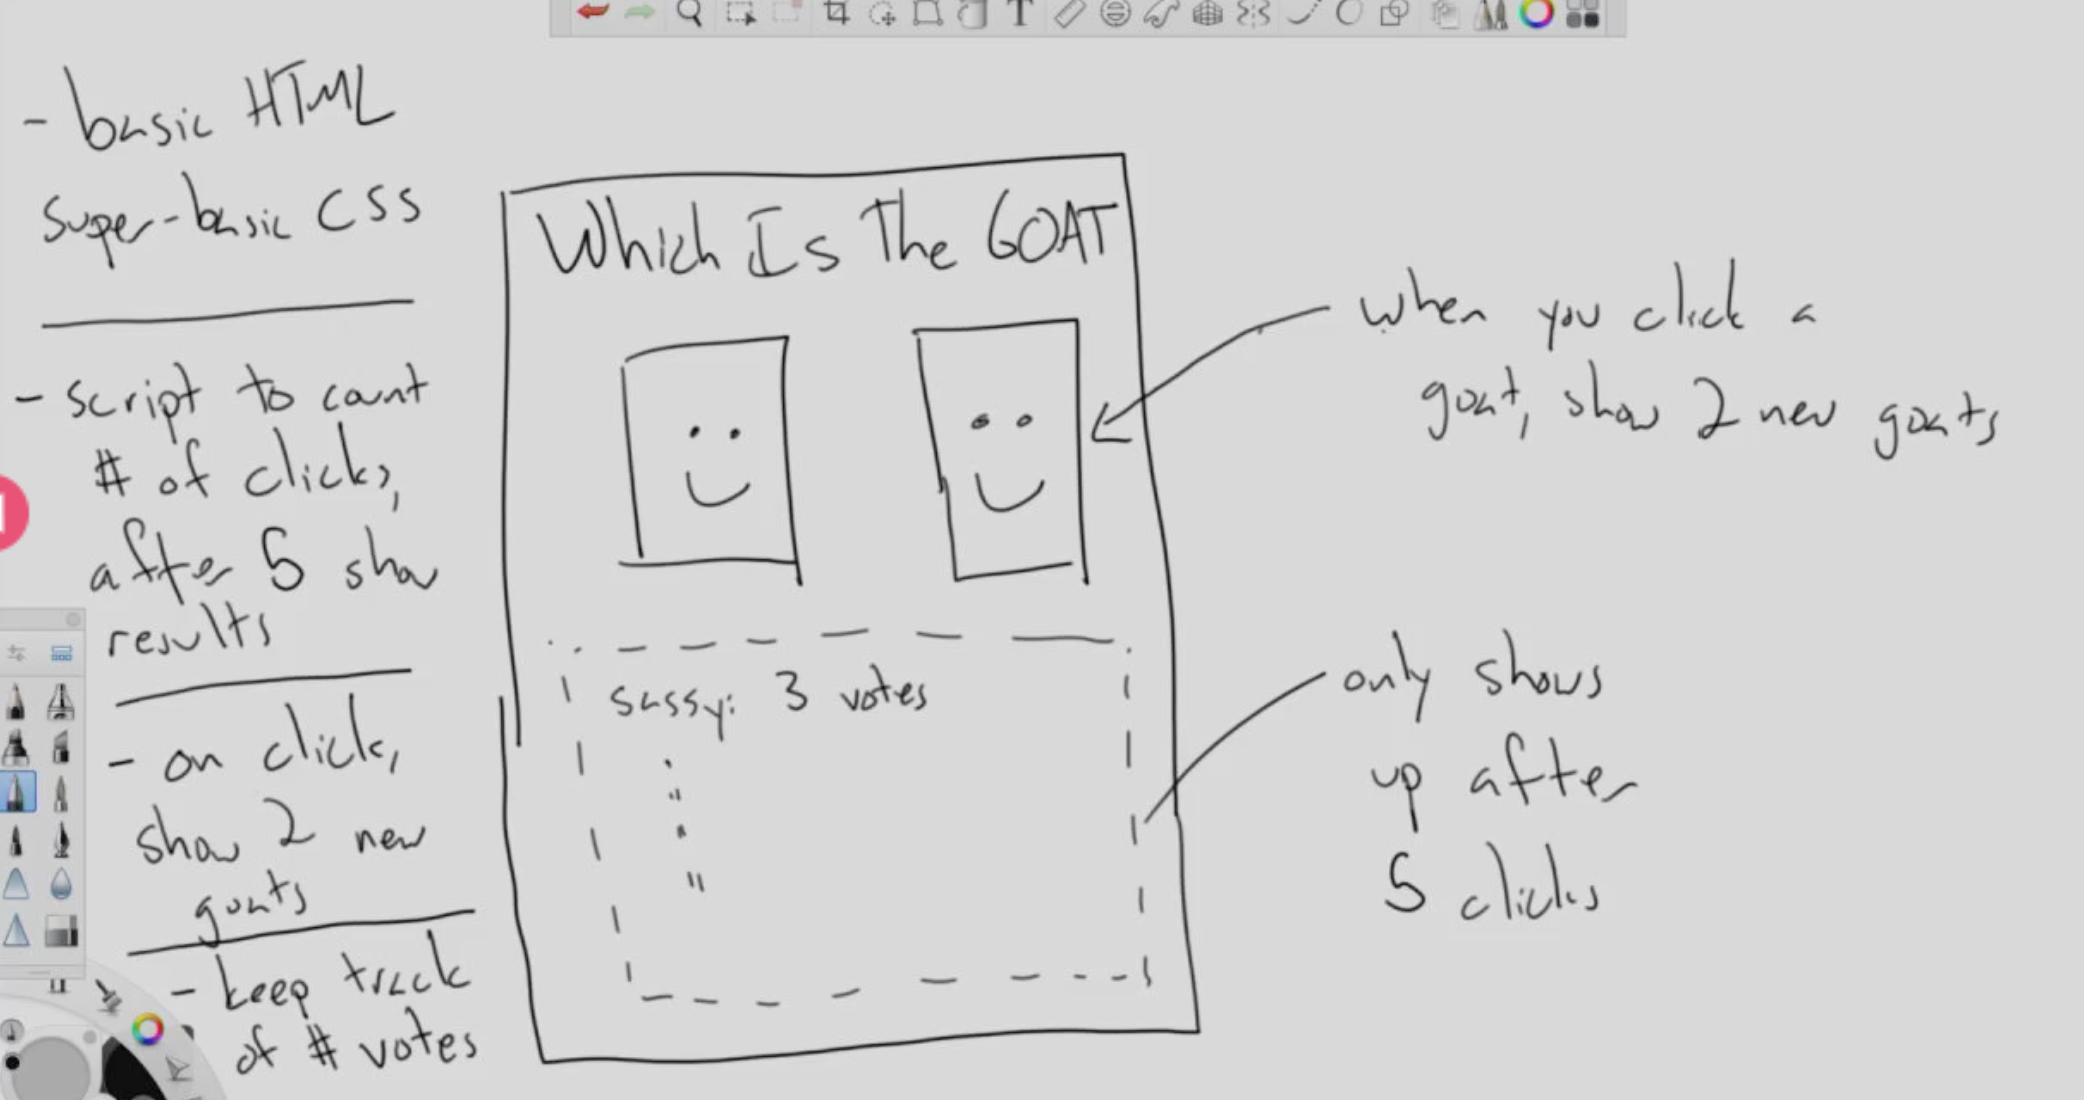 - basic HTML
super-basic CSS
- script to count
# of clicks,
after 5 show
results
- on click,
show 2 new
goats
- keep track
of # votes
Which Is The GOAT
sassy: 3 votes
when you click a
goat, show 2 new goats
only shows
up after
5 clicks